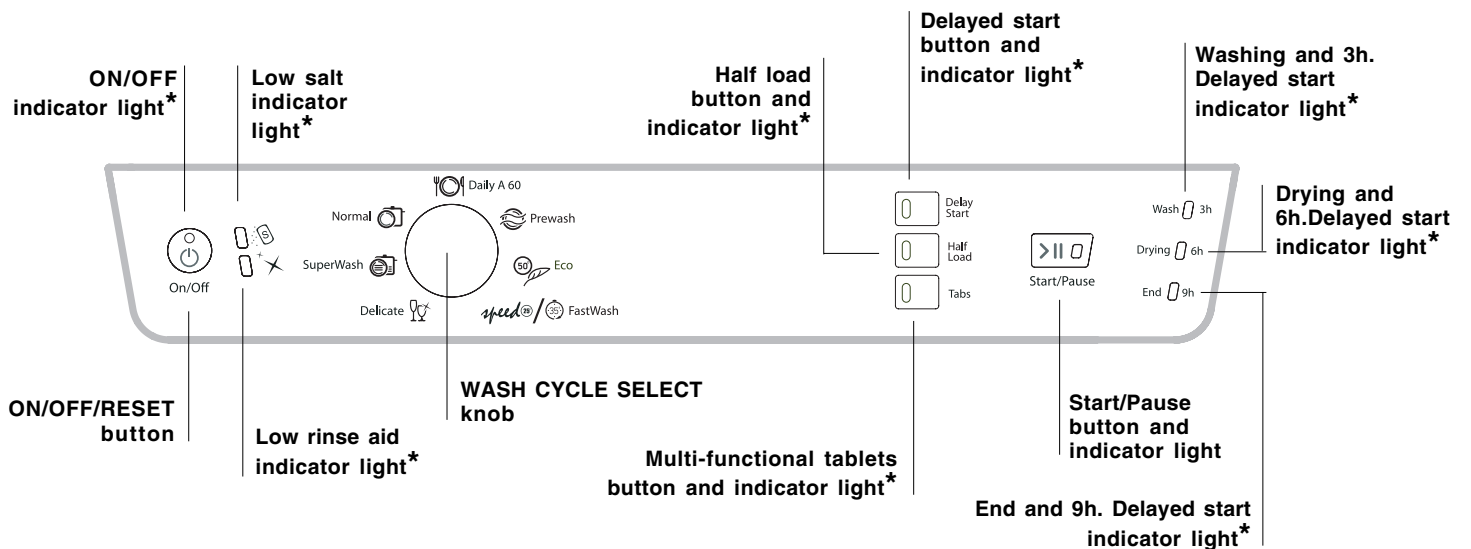 Delayed start
button and
indicator light*
Washing and 3h.
Delayed start
indicator light*
ON/OFF
indicator light*
Low salt
indicator
light*
Half load
button and
indicator light*
Drying and
6h.Delayed start
indicator light*
Daily A 60
Normal
Prewash
SuperWash
50°
Eco
Delicate
speed 25 / 35' FastWash
S
On/Off
Delay
Start
Half
Load
Tabs
Start/Pause
Wash 3h
Drying 6h
End 9h
ON/OFF/RESET
button
Low rinse aid
indicator light*
WASH CYCLE SELECT
knob
Multi-functional tablets
button and indicator light*
Start/Pause
button and
indicator light
End and 9h. Delayed start
indicator light*